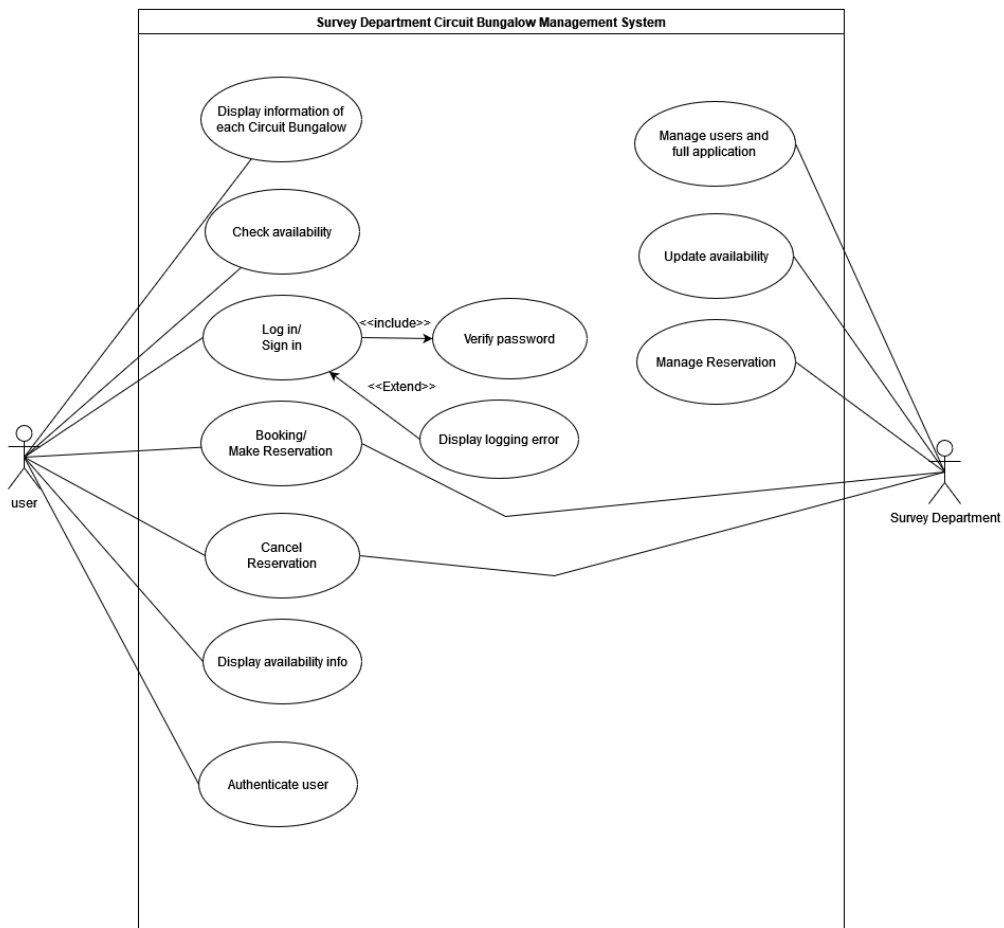 Survey Department Circuit Bungalow Management System
Display information of
each Circuit Bungalow
Manage users and
full application
Check availability
Update availability
Log in/
Sign in
<<include>>
Verify password
Manage Reservation
<<Extend>>
Booking/
Make Reservation
Display logging error
user
Survey Department
Cancel
Reservation
Display availability info
Authenticate user